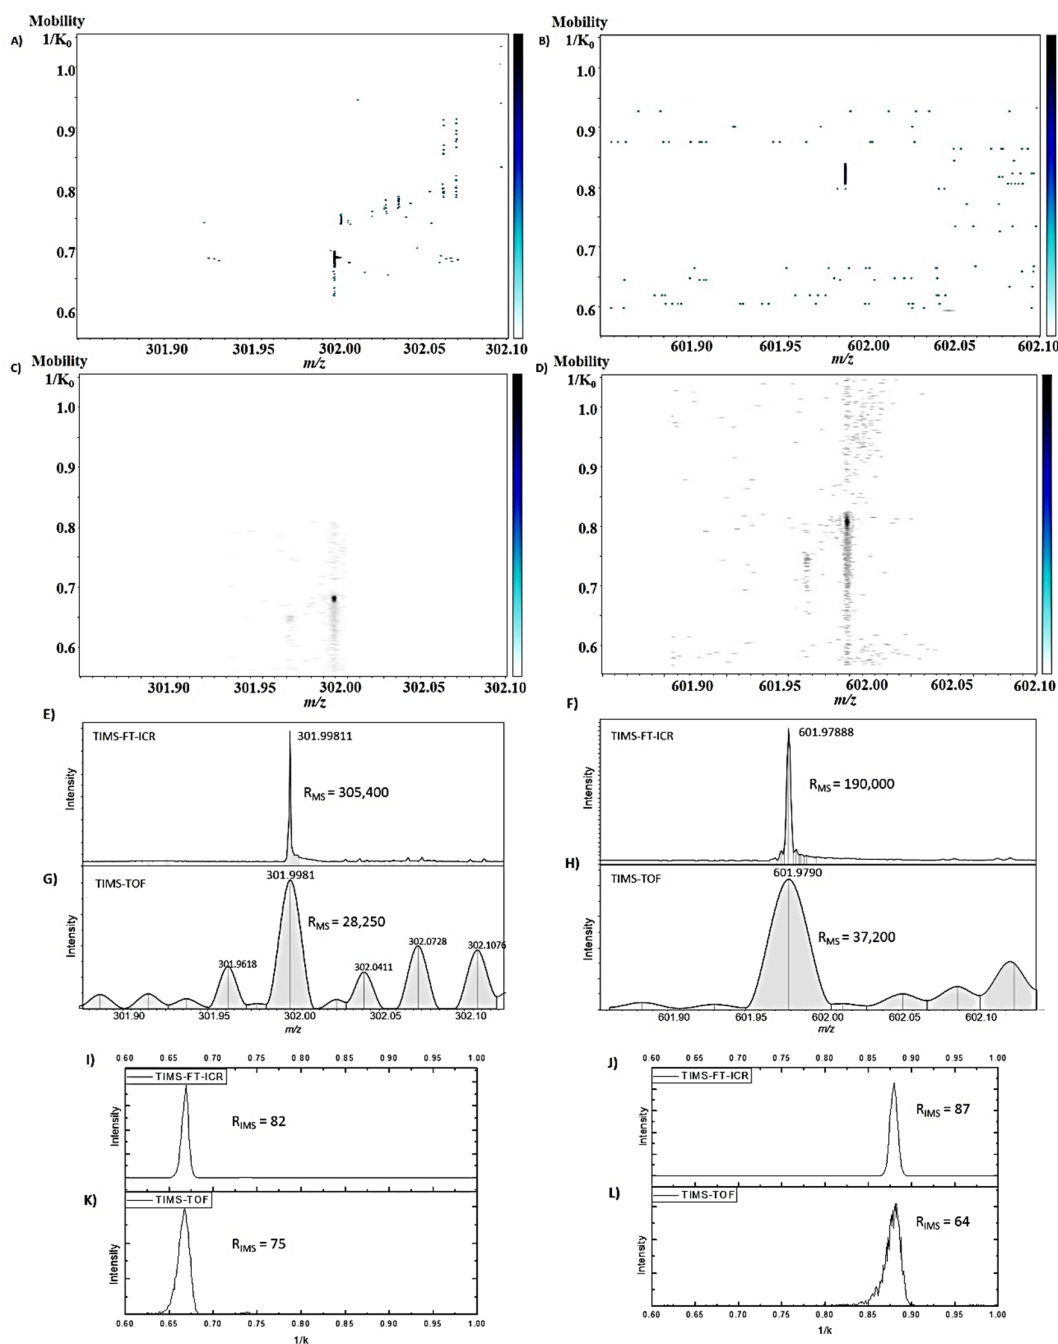 A) Mobility 1/K0
1.0
0.9
0.8
0.7
0.6
301.90 301.95 302.00 302.05 302.10
m/z
B) Mobility 1/K0
1.0
0.9
0.8
0.7
0.6
601.90 601.95 602.00 602.05 602.10
m/z
C) Mobility 1/K0
1.0
0.9
0.8
0.7
0.6
301.90 301.95 302.00 302.05 302.10
m/z
D) Mobility 1/K0
1.0
0.9
0.8
0.7
0.6
601.90 601.95 602.00 602.05 602.10
m/z
E)
TIMS-FT-ICR
301.99811
RMS = 305,400
Intensity
F)
TIMS-FT-ICR
601.97888
RMS = 190,000
Intensity
G)
TIMS-TOF
301.9981
RMS = 28,250
301.9618
302.0411
302.0728
302.1076
Intensity
301.90 301.95 302.00 302.05 302.10
m/z
H)
TIMS-TOF
601.9790
RMS = 37,200
Intensity
601.90 601.95 602.00 602.05 602.10
m/z
I)
0.60 0.65 0.70 0.75 0.80 0.85 0.90 0.95 1.00
TIMS-FT-ICR
RIMS = 82
Intensity
J)
0.60 0.65 0.70 0.75 0.80 0.85 0.90 0.95 1.00
TIMS-FT-ICR
RIMS = 87
Intensity
K)
TIMS-TOF
RIMS = 75
Intensity
0.60 0.65 0.70 0.75 0.80 0.85 0.90 0.95 1.00
1/k
L)
TIMS-TOF
RIMS = 64
Intensity
0.60 0.65 0.70 0.75 0.80 0.85 0.90 0.95 1.00
1/k